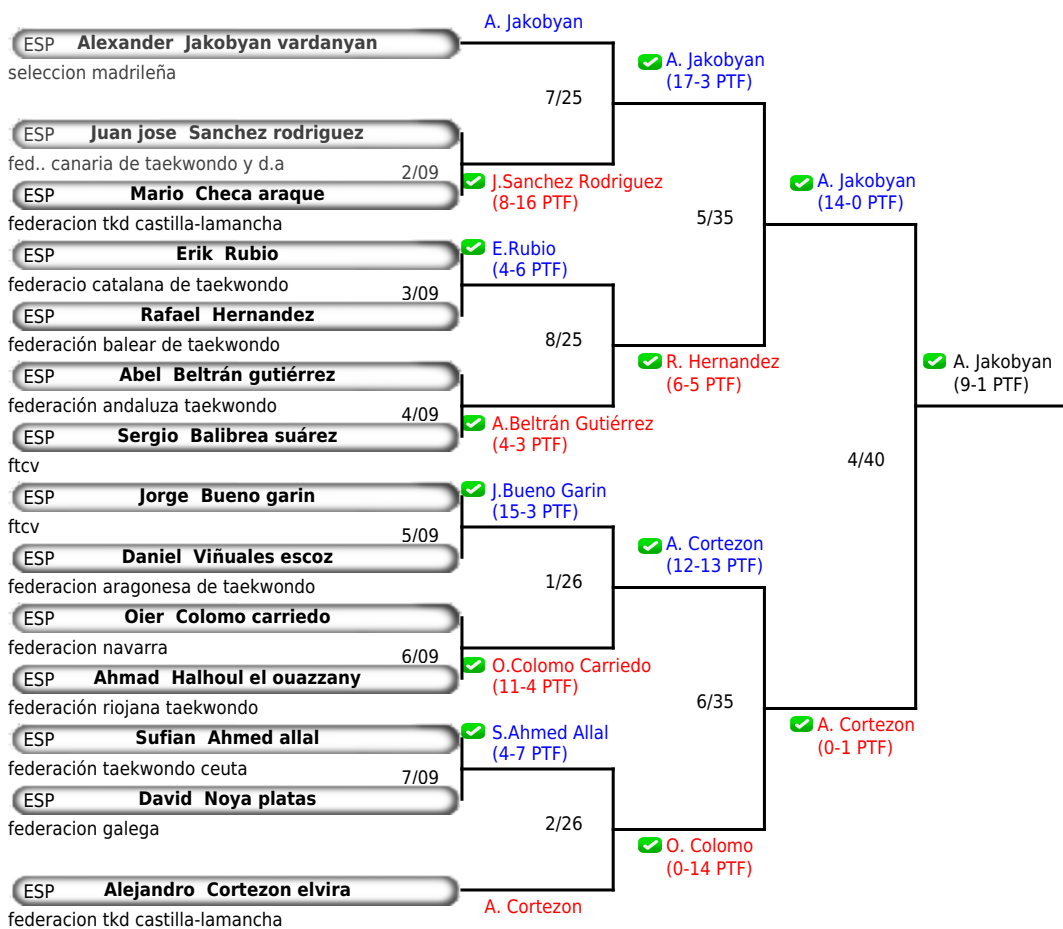 A. Jakobyan
ESP Alexander Jakobyan vardanyan
seleccion madrileña
A. Jakobyan
(17-3 PTF)
7/25
ESP Juan jose Sanchez rodriguez
fed.. canaria de taekwondo y d.a
2/09
ESP Mario Checa araque
J.Sanchez Rodriguez
(8-16 PTF)
A. Jakobyan
(14-0 PTF)
federacion tkd castilla-lamancha
5/35
ESP Erik Rubio
E.Rubio
(4-6 PTF)
federacio catalana de taekwondo
3/09
ESP Rafael Hernandez
federación balear de taekwondo
8/25
R. Hernandez
(6-5 PTF)
A. Jakobyan
(9-1 PTF)
ESP Abel Beltrán gutiérrez
federación andaluza taekwondo
4/09
ESP Sergio Balibrea suárez
A.Beltrán Gutiérrez
(4-3 PTF)
ftcv
4/40
ESP Jorge Bueno garin
J.Bueno Garin
(15-3 PTF)
ftcv
5/09
ESP Daniel Viñuales escoz
A. Cortezon
(12-13 PTF)
federacion aragonesa de taekwondo
1/26
ESP Oier Colomo carriedo
federacion navarra
6/09
ESP Ahmad Halhoul el ouazzany
O.Colomo Carriedo
(11-4 PTF)
federación riojana taekwondo
6/35
ESP Sufian Ahmed allal
S.Ahmed Allal
(4-7 PTF)
A. Cortezon
(0-1 PTF)
federación taekwondo ceuta
7/09
ESP David Noya platas
federacion galega
2/26
O. Colomo
(0-14 PTF)
ESP Alejandro Cortezon elvira
A. Cortezon
federacion tkd castilla-lamancha